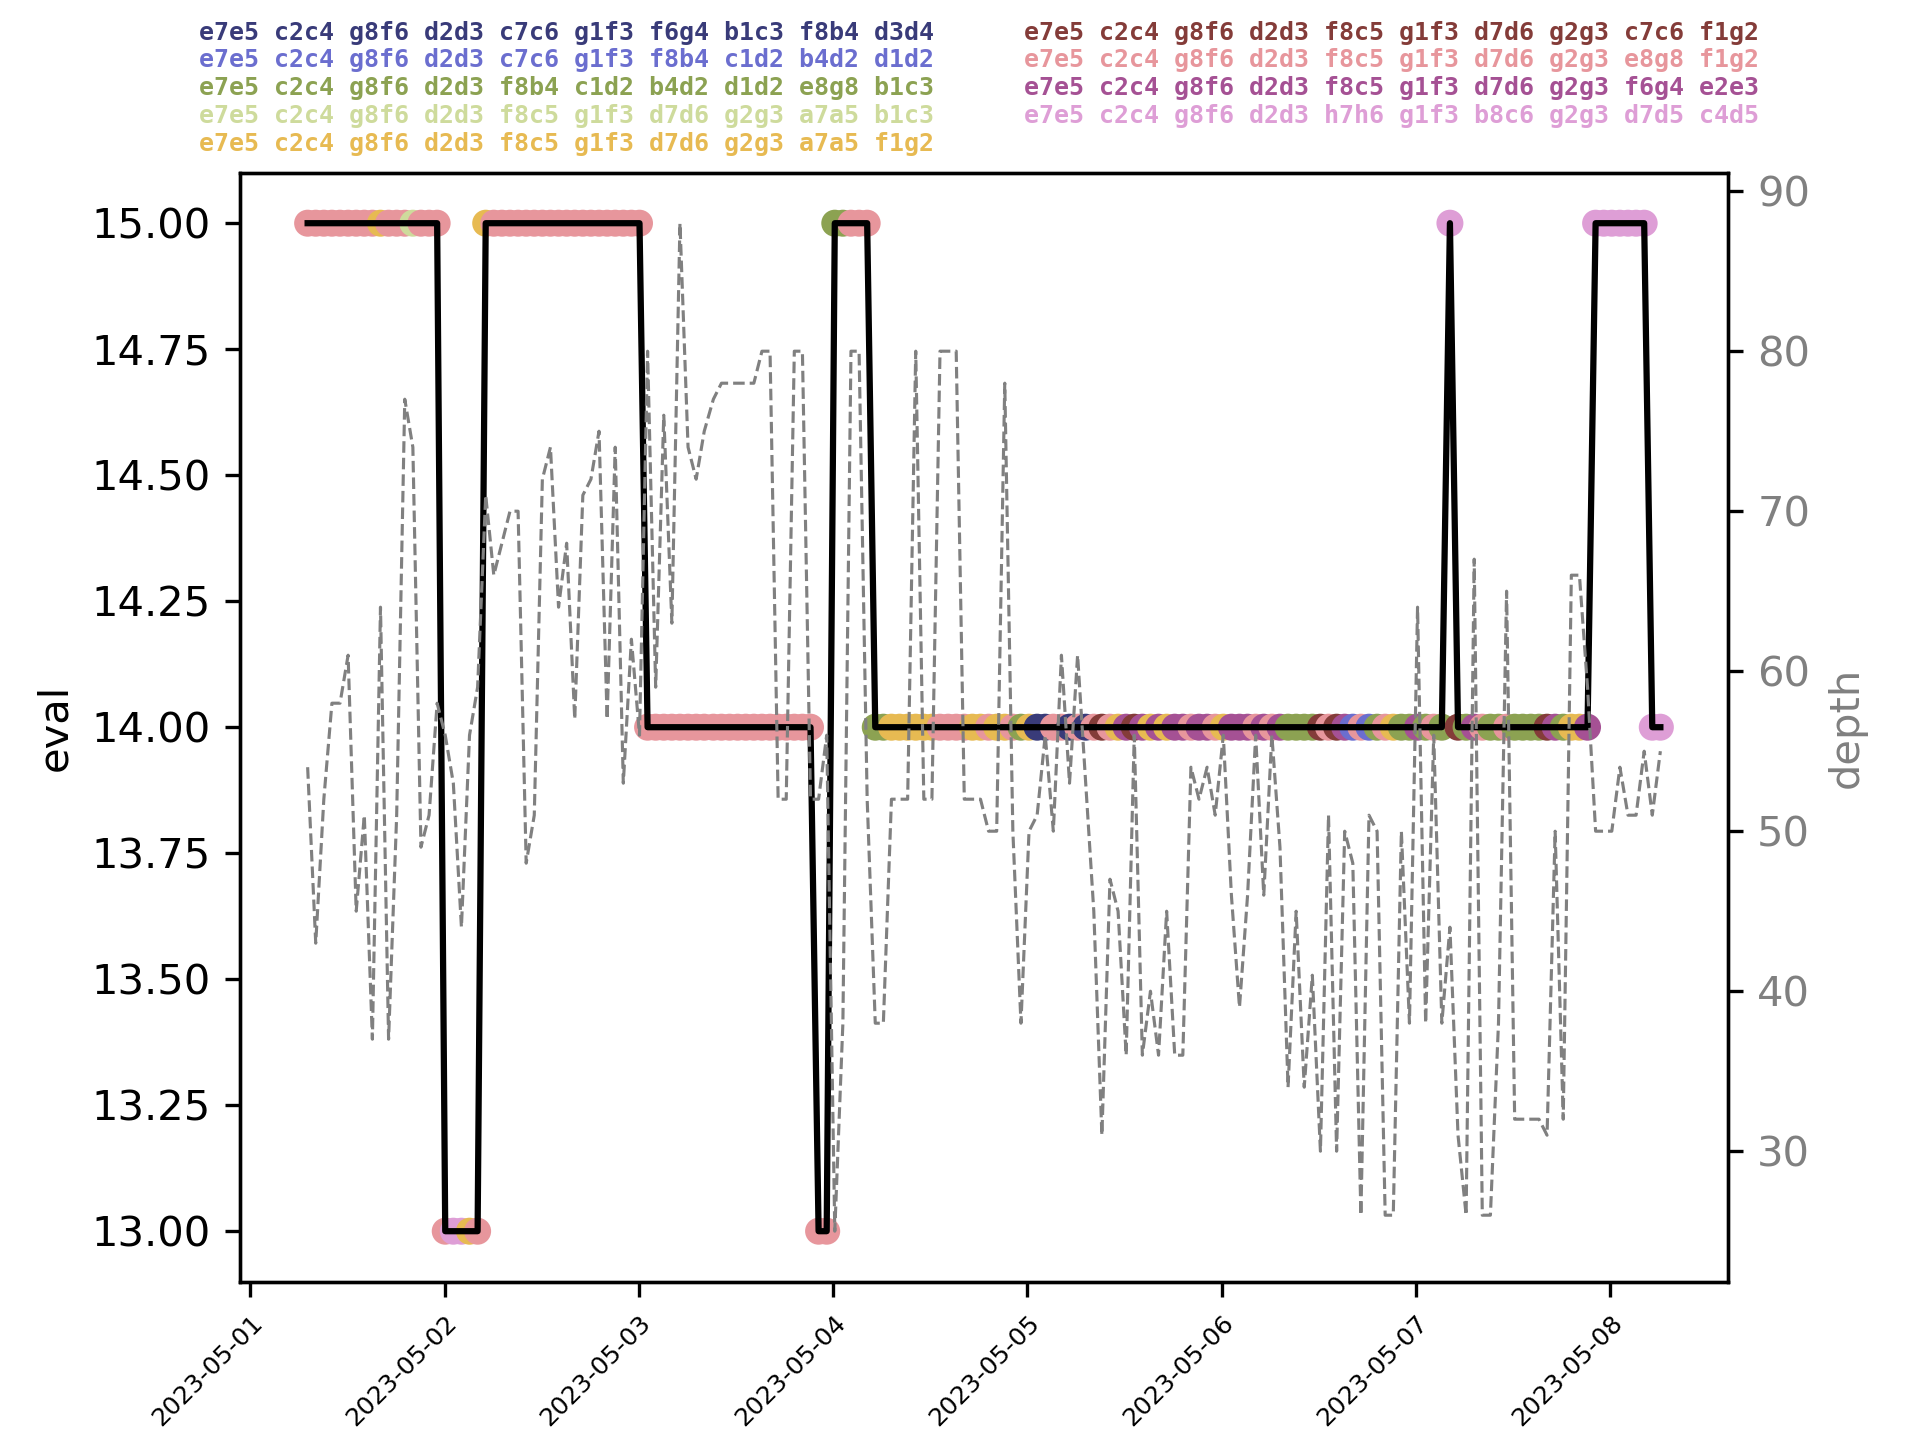 e7e5 c2c4 g8f6 d2d3 c7c6 g1f3 f6g4 b1c3 f8b4 d3d4
e7e5 c2c4 g8f6 d2d3 c7c6 g1f3 f8b4 c1d2 b4d2 d1d2
e7e5 c2c4 g8f6 d2d3 f8b4 c1d2 b4d2 d1d2 e8g8 b1c3
e7e5 c2c4 g8f6 d2d3 f8c5 g1f3 d7d6 g2g3 a7a5 b1c3
e7e5 c2c4 g8f6 d2d3 f8c5 g1f3 d7d6 g2g3 a7a5 f1g2
e7e5 c2c4 g8f6 d2d3 f8c5 g1f3 d7d6 g2g3 c7c6 f1g2
e7e5 c2c4 g8f6 d2d3 f8c5 g1f3 d7d6 g2g3 e8g8 f1g2
e7e5 c2c4 g8f6 d2d3 f8c5 g1f3 d7d6 g2g3 f6g4 e2e3
e7e5 c2c4 g8f6 d2d3 h7h6 g1f3 b8c6 g2g3 d7d5 c4d5
eval
15.00
14.75
14.50
14.25
14.00
13.75
13.50
13.25
13.00
90
80
70
60
50
40
30
depth
2023-05-01
2023-05-02
2023-05-03
2023-05-04
2023-05-05
2023-05-06
2023-05-07
2023-05-08